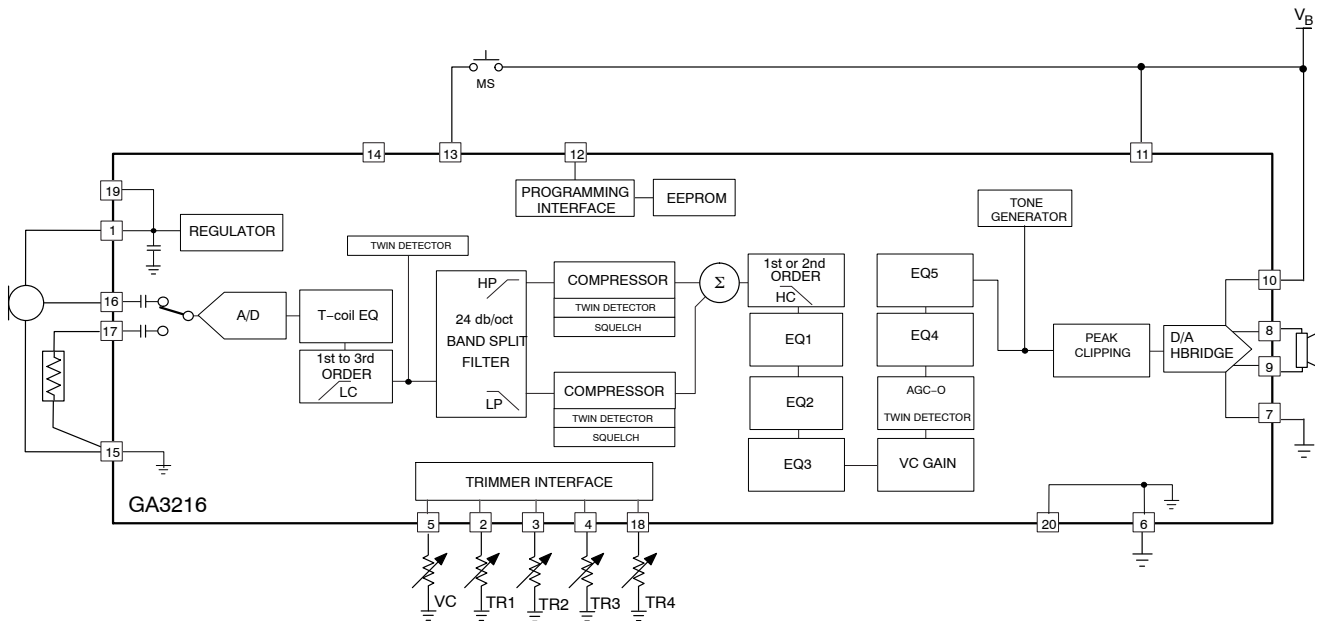 VB
MS
14
13
12
11
19
PROGRAMMING
INTERFACE
EEPROM
TONE
GENERATOR
1
REGULATOR
TWIN DETECTOR
1st or 2nd
ORDER
HC
EQ5
HP
COMPRESSOR
TWIN DETECTOR
SQUELCH
Σ
10
16
17
A/D
T-coil EQ
24 db/oct
BAND SPLIT
FILTER
LP
EQ1
EQ4
PEAK
CLIPPING
D/A
HBRIDGE
8
9
1st to 3rd
ORDER
LC
COMPRESSOR
TWIN DETECTOR
SQUELCH
EQ2
AGC-O
TWIN DETECTOR
7
15
EQ3
VC GAIN
TRIMMER INTERFACE
GA3216
5
2
3
4
18
20
6
VC
TR1
TR2
TR3
TR4